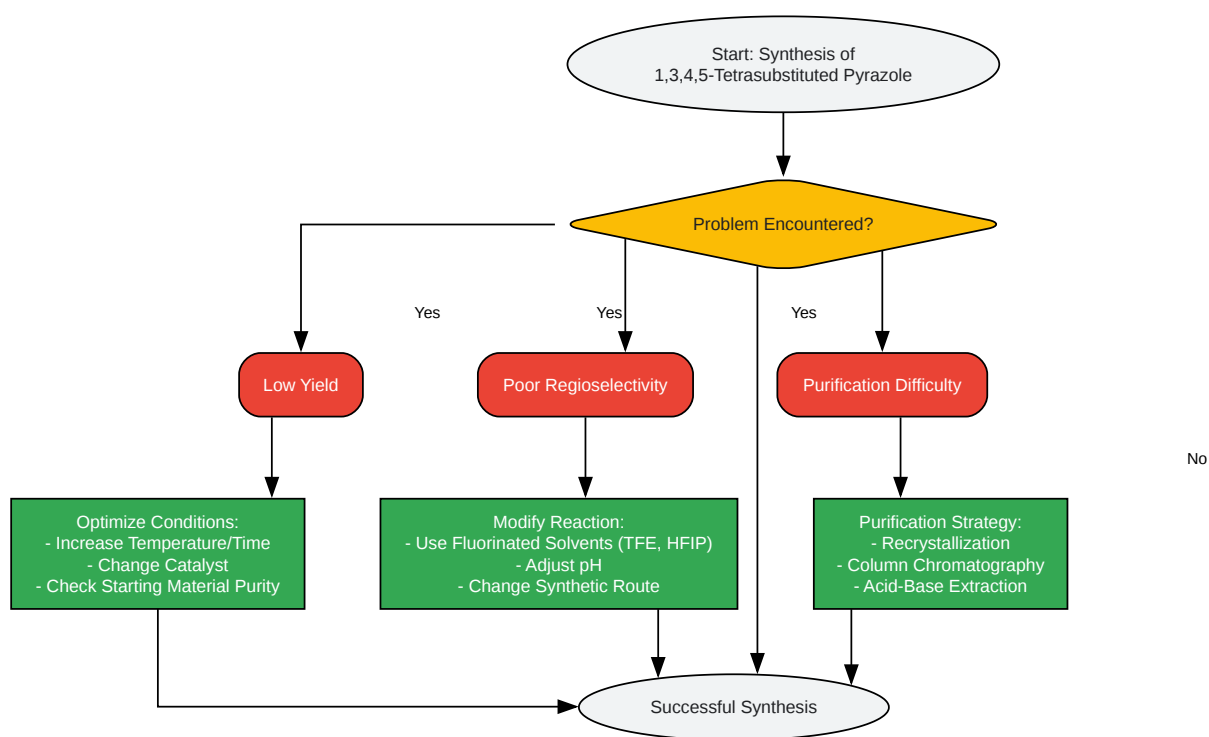 Start: Synthesis of
1,3,4,5-Tetrasubstituted Pyrazole
Problem Encountered?
Yes
Yes
Yes
Low Yield
Poor Regioselectivity
Purification Difficulty
No
Optimize Conditions:
- Increase Temperature/Time
- Change Catalyst
- Check Starting Material Purity
Modify Reaction:
- Use Fluorinated Solvents (TFE, HFIP)
- Adjust pH
- Change Synthetic Route
Purification Strategy:
- Recrystallization
- Column Chromatography
- Acid-Base Extraction
Successful Synthesis